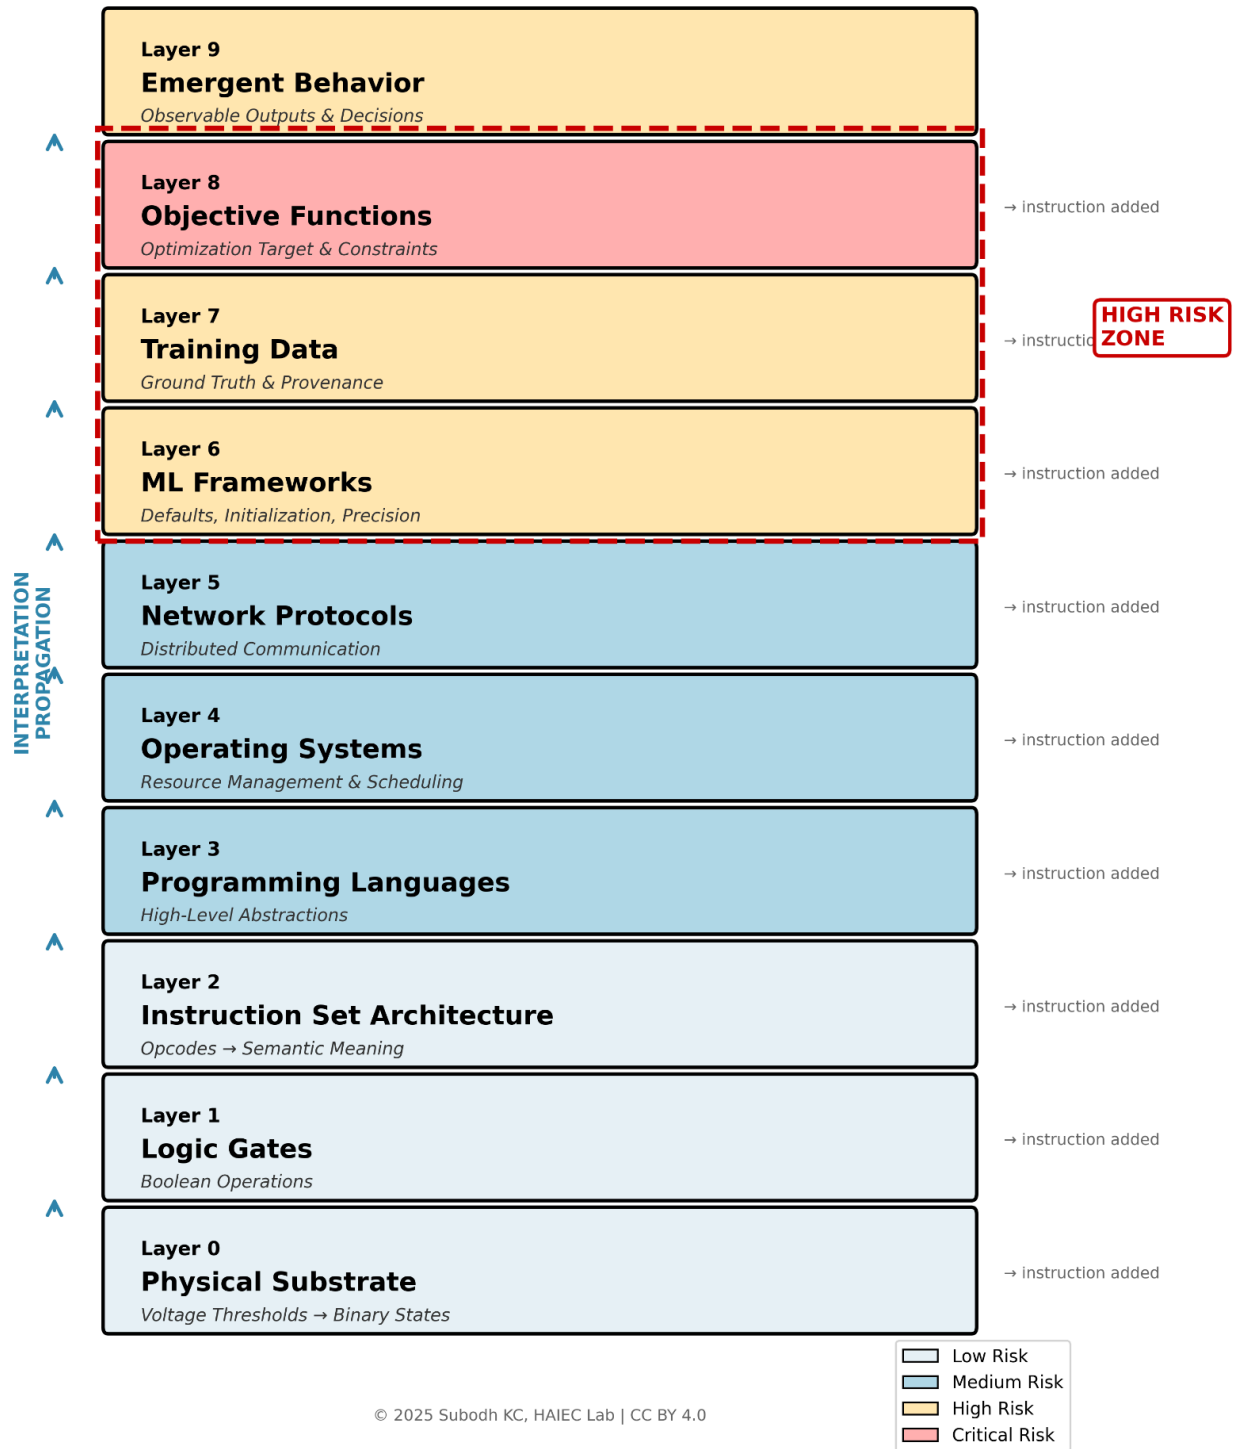 Layer 9
Emergent Behavior
Observable Outputs & Decisions
Layer 8
Objective Functions
Optimization Target & Constraints
→ instruction added
Layer 7
Training Data
Ground Truth & Provenance
→ instructio
HIGH RISK
ZONE
Layer 6
ML Frameworks
Defaults, Initialization, Precision
→ instruction added
INTERPRETATION
PROPAGATION
Layer 5
Network Protocols
Distributed Communication
→ instruction added
Layer 4
Operating Systems
Resource Management & Scheduling
→ instruction added
Layer 3
Programming Languages
High-Level Abstractions
→ instruction added
Layer 2
Instruction Set Architecture
Opcodes → Semantic Meaning
→ instruction added
Layer 1
Logic Gates
Boolean Operations
→ instruction added
Layer 0
Physical Substrate
Voltage Thresholds → Binary States
→ instruction added
Low Risk
Medium Risk
High Risk
Critical Risk
© 2025 Subodh KC, HAIEC Lab | CC BY 4.0